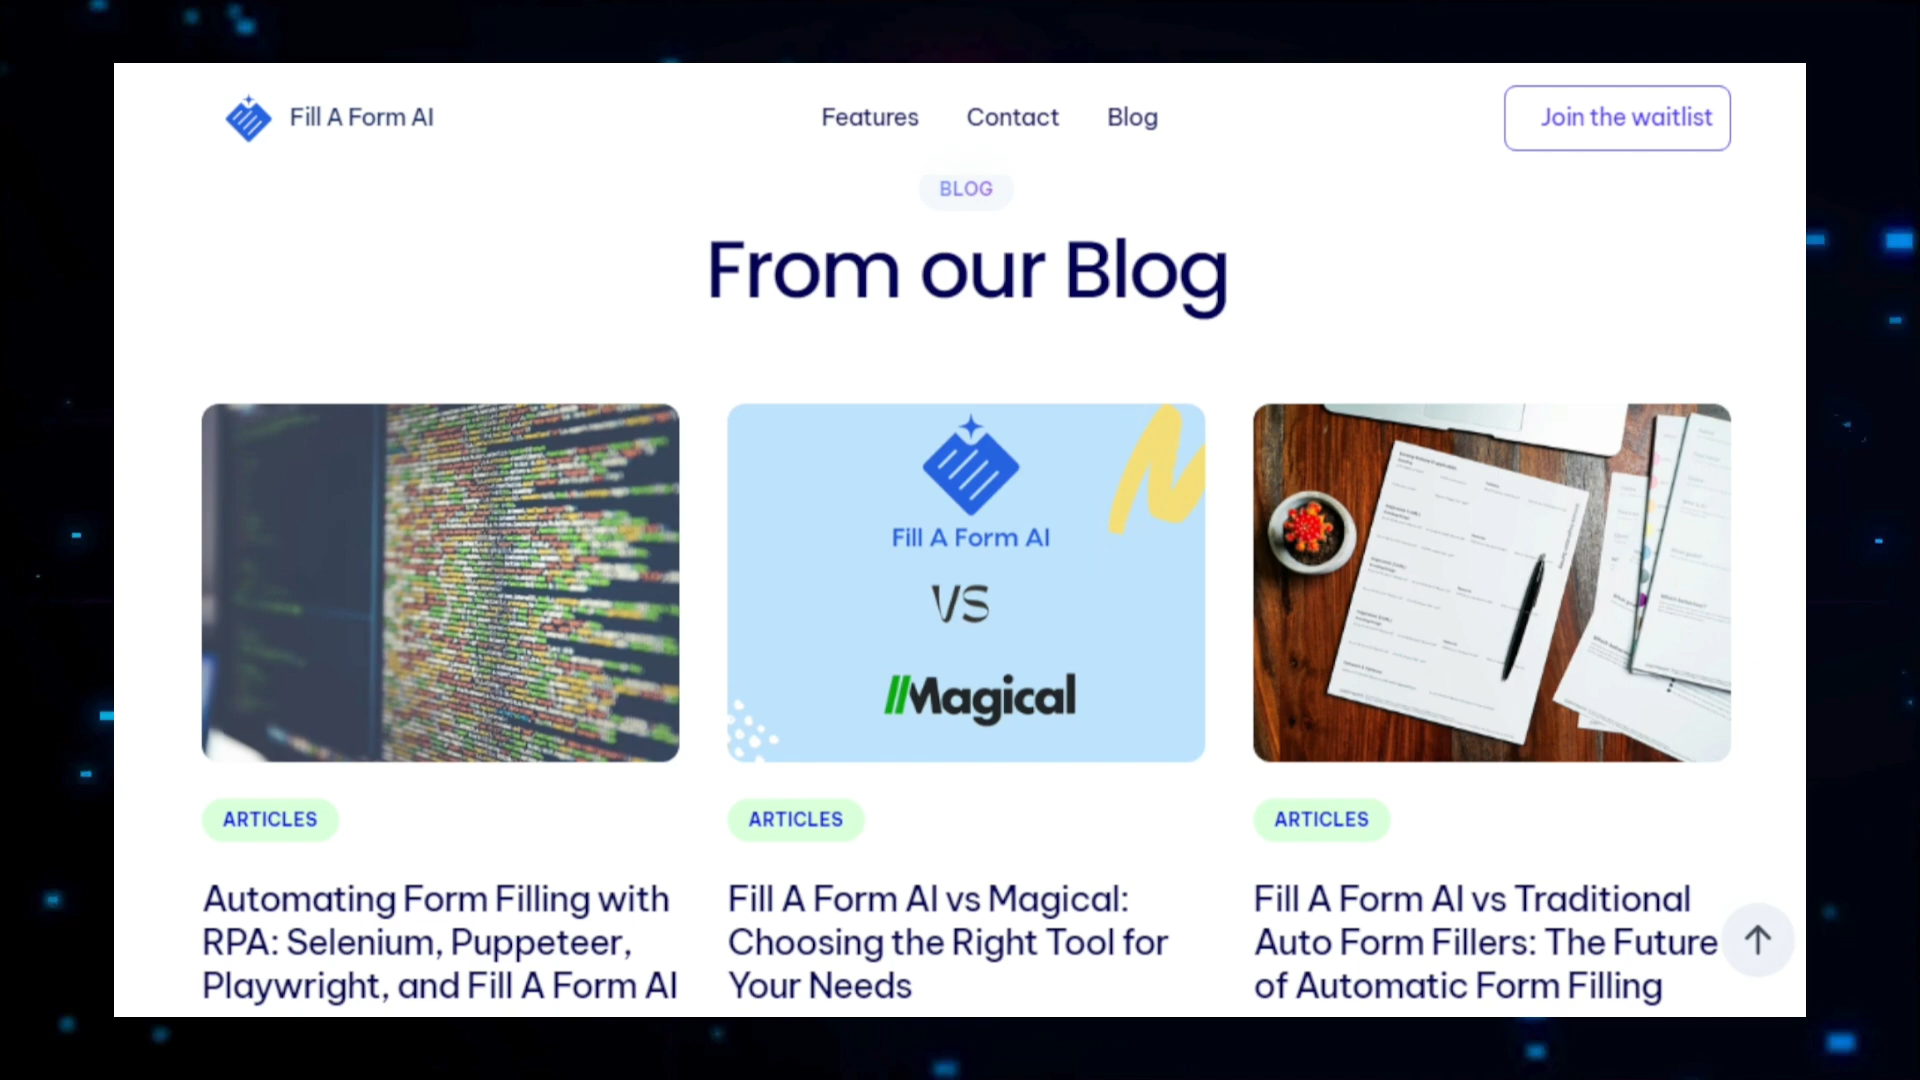 Fill A Form AI
Features
Contact
Blog
Join the waitlist
BLOG
From our Blog
Fill A Form AI
VS
Magical
ARTICLES
ARTICLES
ARTICLES
Automating Form Filling with
RPA: Selenium, Puppeteer,
Playwright, and Fill A Form AI
Fill A Form AI vs Magical:
Choosing the Right Tool for
Your Needs
Fill A Form AI vs Traditional
Auto Form Fillers: The Future
of Automatic Form Filling